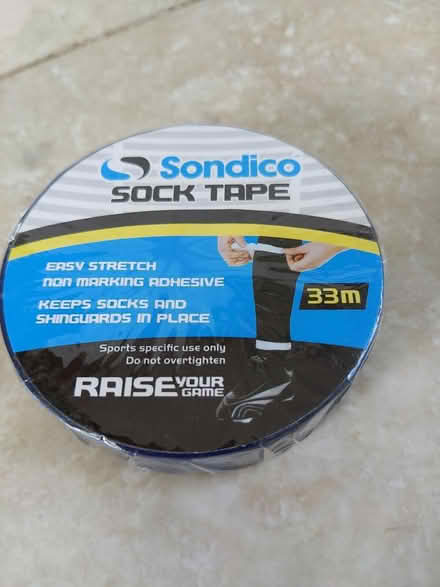 Sondico
SOCK TAPE
EASY STRETCH
NON MARKING ADHESIVE
KEEPS SOCKS AND
SHINGUARDS IN PLACE
33m
Sports specific use only
Do not overtighten
RAISE YOUR GAME